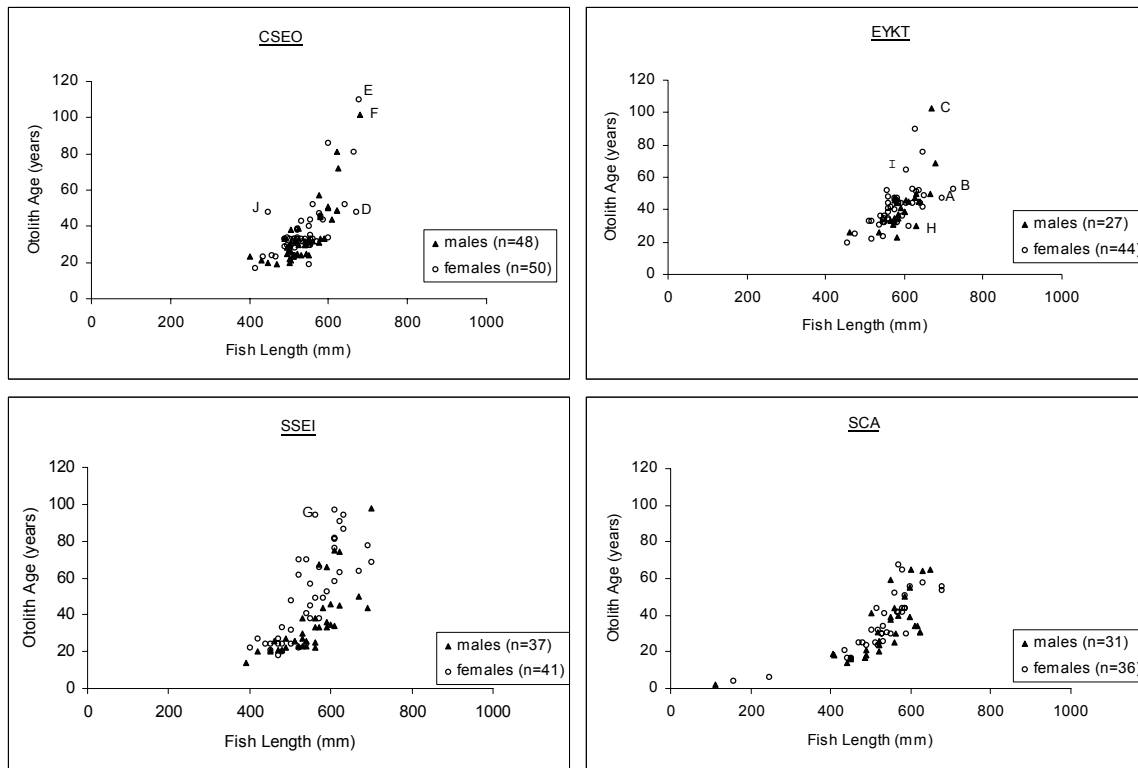 CSEO
Otolith Age (years)
120
100
80
60
40
20
0
E
F
J
D
▲ males (n=48)
○ females (n=50)
0 200 400 600 800 1000
Fish Length (mm)
EYKT
Otolith Age (years)
120
100
80
60
40
20
0
C
I
B
A
H
▲ males (n=27)
○ females (n=44)
0 200 400 600 800 1000
Fish Length (mm)
SSEI
Otolith Age (years)
120
100
80
60
40
20
0
G
▲ males (n=37)
○ females (n=41)
0 200 400 600 800 1000
Fish Length (mm)
SCA
Otolith Age (years)
120
100
80
60
40
20
0
▲ males (n=31)
○ females (n=36)
0 200 400 600 800 1000
Fish Length (mm)